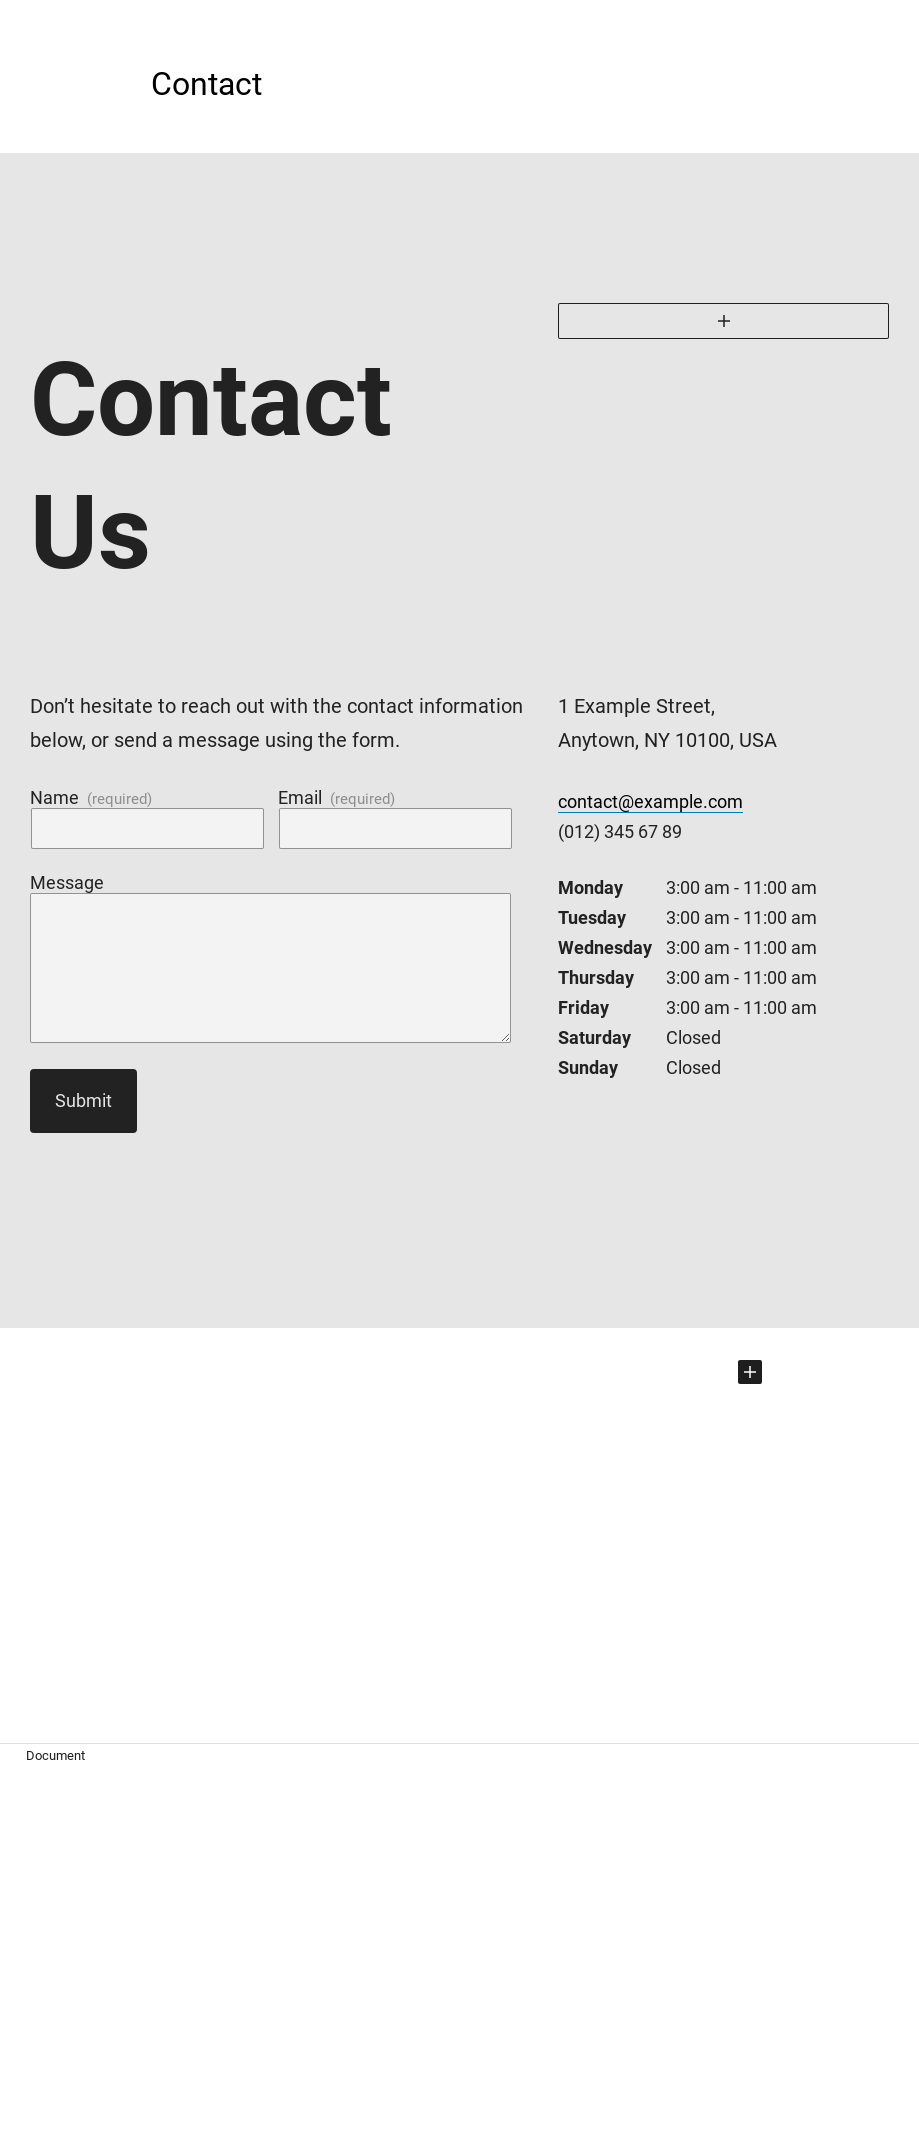 Contact
Contact
Us
Don’t hesitate to reach out with the contact information
below, or send a message using the form.
Name (required)
Email (required)
Message
Submit
1 Example Street,
Anytown, NY 10100, USA
contact@example.com
(012) 345 67 89
Monday 3:00 am - 11:00 am
Tuesday 3:00 am - 11:00 am
Wednesday 3:00 am - 11:00 am
Thursday 3:00 am - 11:00 am
Friday 3:00 am - 11:00 am
Saturday Closed
Sunday Closed
Document